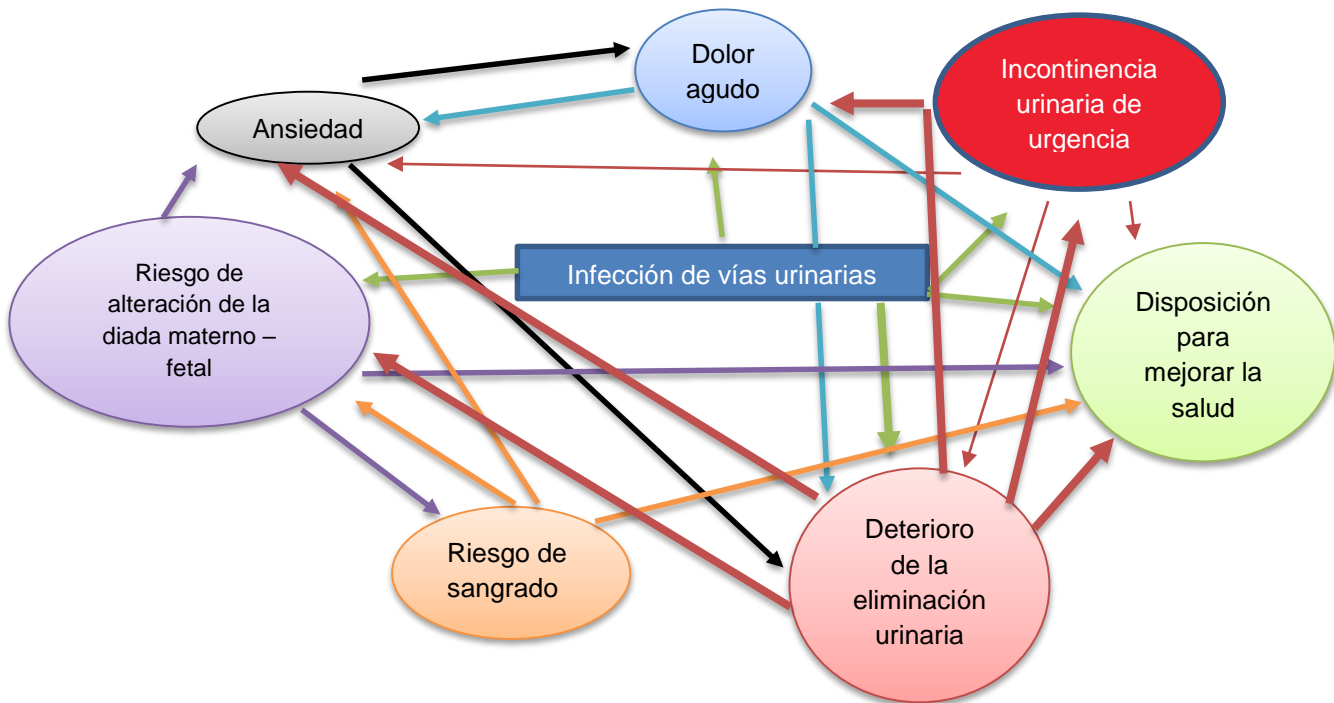 Dolor
agudo
Incontinencia
urinaria de
urgencia
Ansiedad
Riesgo de
alteración de la
diada materno –
fetal
Infección de vías urinarias
Disposición
para
mejorar la
salud
Riesgo de
sangrado
Deterioro
de la
eliminación
urinaria